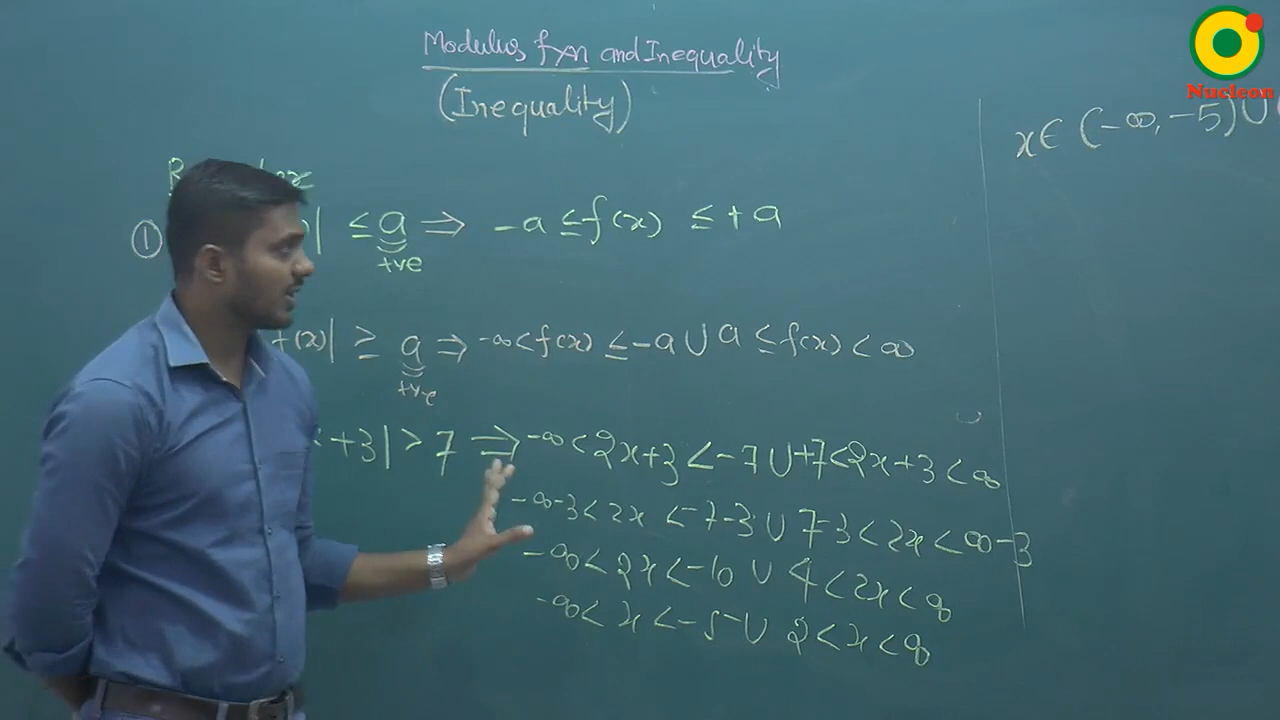 Modulus fxn and Inequality
(Inequality)
Nucleon
x∈ (-∞, -5)∪
① | ≤ a ⇒ -a ≤ f(x) ≤ +a
+ve
(x)| ≥ a ⇒ -∞ < f(x) ≤ -a ∪ a ≤ f(x) < ∞
+ve
+3| > 7 ⇒ -∞ < 2x+3 < -7 ∪ +7 < 2x+3 < ∞
-∞-3 < 2x < -7-3 ∪ 7-3 < 2x < ∞-3
-∞ < 2x < -10 ∪ 4 < 2x < ∞
-∞ < x < -5 ∪ 2 < x < ∞